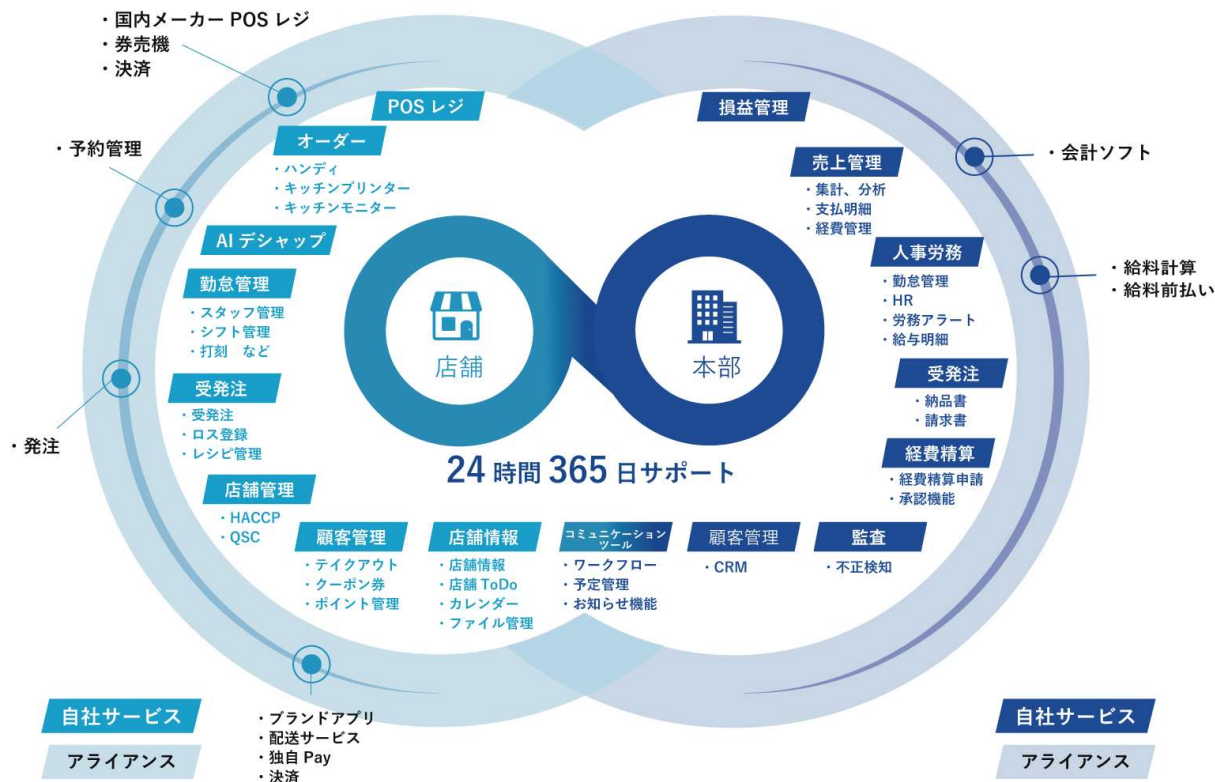 ・国内メーカー POS レジ
・券売機
・決済
・予約管理
・発注
POS レジ
オーダー
・ハンディ
・キッチンプリンター
・キッチンモニター
AI デシャップ
勤怠管理
・スタッフ管理
・シフト管理
・打刻 など
受発注
・受発注
・ロス登録
・レシピ管理
店舗管理
・HACCP
・QSC
顧客管理
・テイクアウト
・クーポン券
・ポイント管理
店舗情報
・店舗情報
・店舗 ToDo
・カレンダー
・ファイル管理
コミュニケーション
ツール
・ワークフロー
・予定管理
・お知らせ機能
顧客管理
・CRM
監査
・不正検知
店舗
本部
24 時間 365 日サポート
損益管理
売上管理
・集計、分析
・支払明細
・経費管理
人事労務
・勤怠管理
・HR
・労務アラート
・給与明細
受発注
・納品書
・請求書
経費精算
・経費精算申請
・承認機能
・会計ソフト
・給料計算
・給料前払い
・ブランドアプリ
・配送サービス
・独自 Pay
・決済
自社サービス
アライアンス
自社サービス
アライアンス